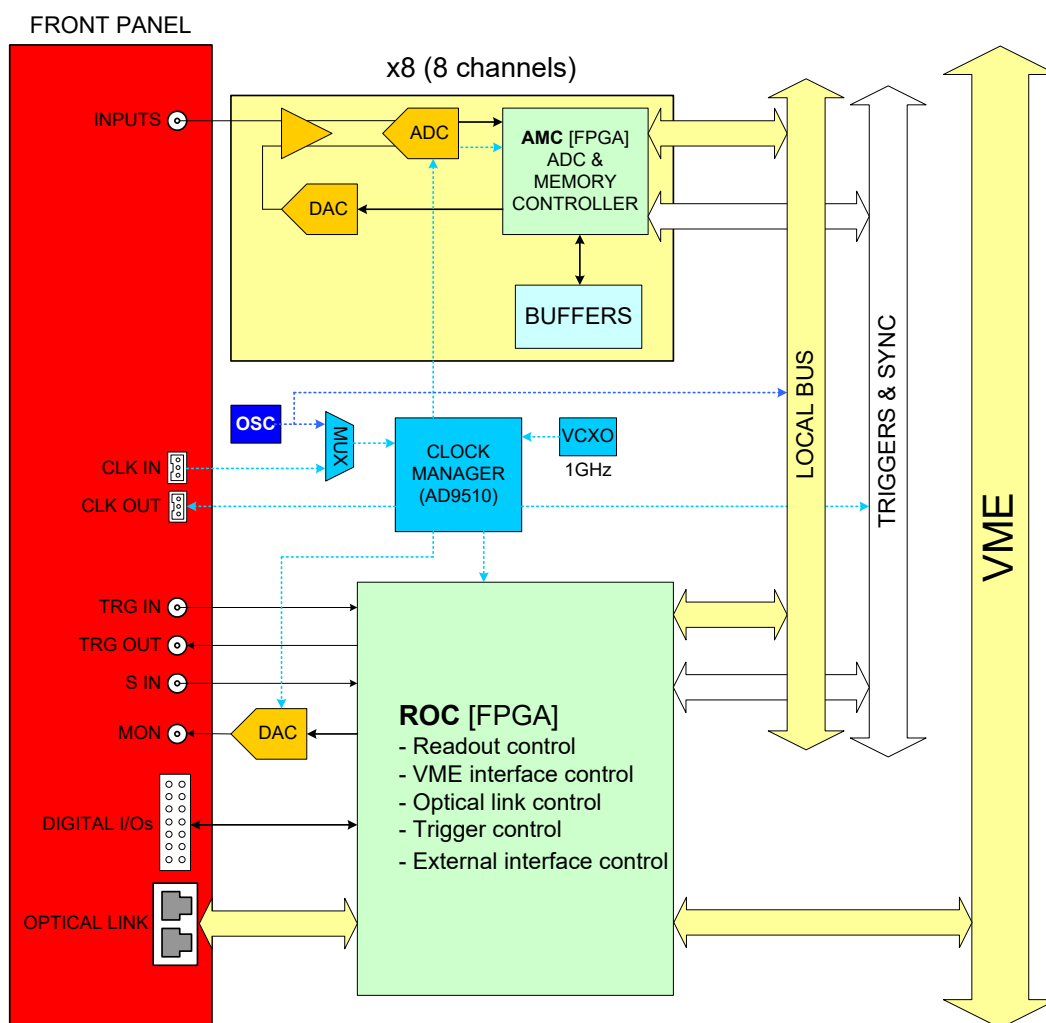 FRONT PANEL
x8 (8 channels)
INPUTS
ADC
AMC [FPGA]
ADC &
MEMORY
CONTROLLER
DAC
BUFFERS
LOCAL BUS
TRIGGERS & SYNC
VME
OSC
MUX
CLOCK
MANAGER
(AD9510)
VCXO
1GHz
CLK IN
CLK OUT
TRG IN
TRG OUT
S IN
MON
DAC
ROC [FPGA]
- Readout control
- VME interface control
- Optical link control
- Trigger control
- External interface control
DIGITAL I/Os
OPTICAL LINK